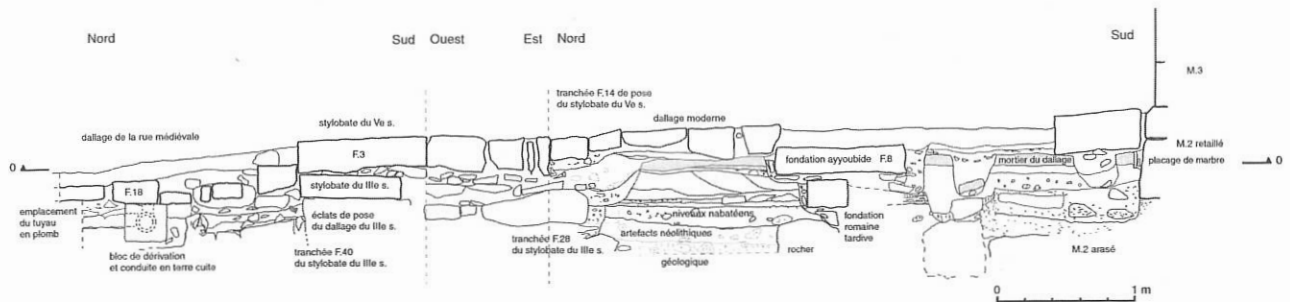 Nord
Sud
Ouest
Est
Nord
Sud
M.3
tranchée F.14 de pose
du stylobate du Ve s.
dallage de la rue médiévale
stylobate du Ve s.
dallage moderne
M.2 retaillé
0
F.3
fondation ayyoubide
F.8
mortier du dallage
placage de marbre
0
F.18
stylobate du IIIe s.
emplacement
du tuyau
en plomb
éclats de pose
du dallage du IIIe s.
niveaux nabatéens
fondation
romaine
tardive
artefacts néolithiques
tranchée F.28
du stylobate du IIIe s.
rocher
M.2 arasé
bloc de dérivation
et conduite en terre cuite
tranchée F.40
du stylobate du IIIe s.
géologique
0
1 m